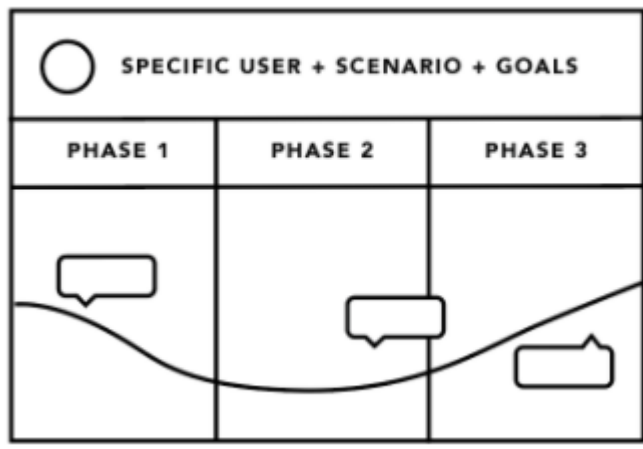 SPECIFIC USER + SCENARIO + GOALS
PHASE 1
PHASE 2
PHASE 3